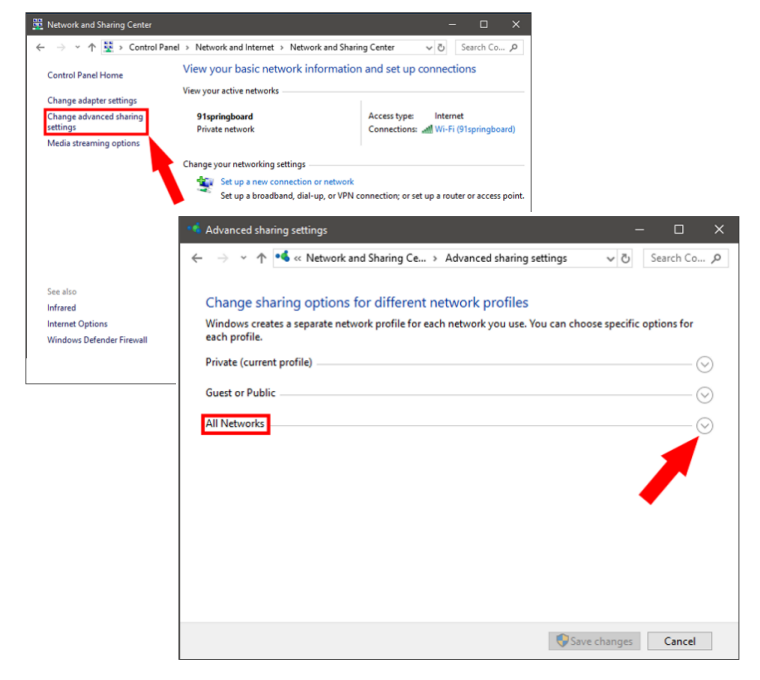 Network and Sharing Center
Control Panel > Network and Internet > Network and Sharing Center
Search Co...
Control Panel Home
Change adapter settings
Change advanced sharing
settings
Media streaming options
See also
Infrared
Internet Options
Windows Defender Firewall
View your basic network information and set up connections
View your active networks
91springboard
Private network
Access type: Internet
Connections: Wi-Fi (91springboard)
Change your networking settings
Set up a new connection or network
Set up a broadband, dial-up, or VPN connection; or set up a router or access point.
Advanced sharing settings
« Network and Sharing Ce... > Advanced sharing settings
Search Co...
Change sharing options for different network profiles
Windows creates a separate network profile for each network you use. You can choose specific options for
each profile.
Private (current profile)
Guest or Public
All Networks
Save changes
Cancel